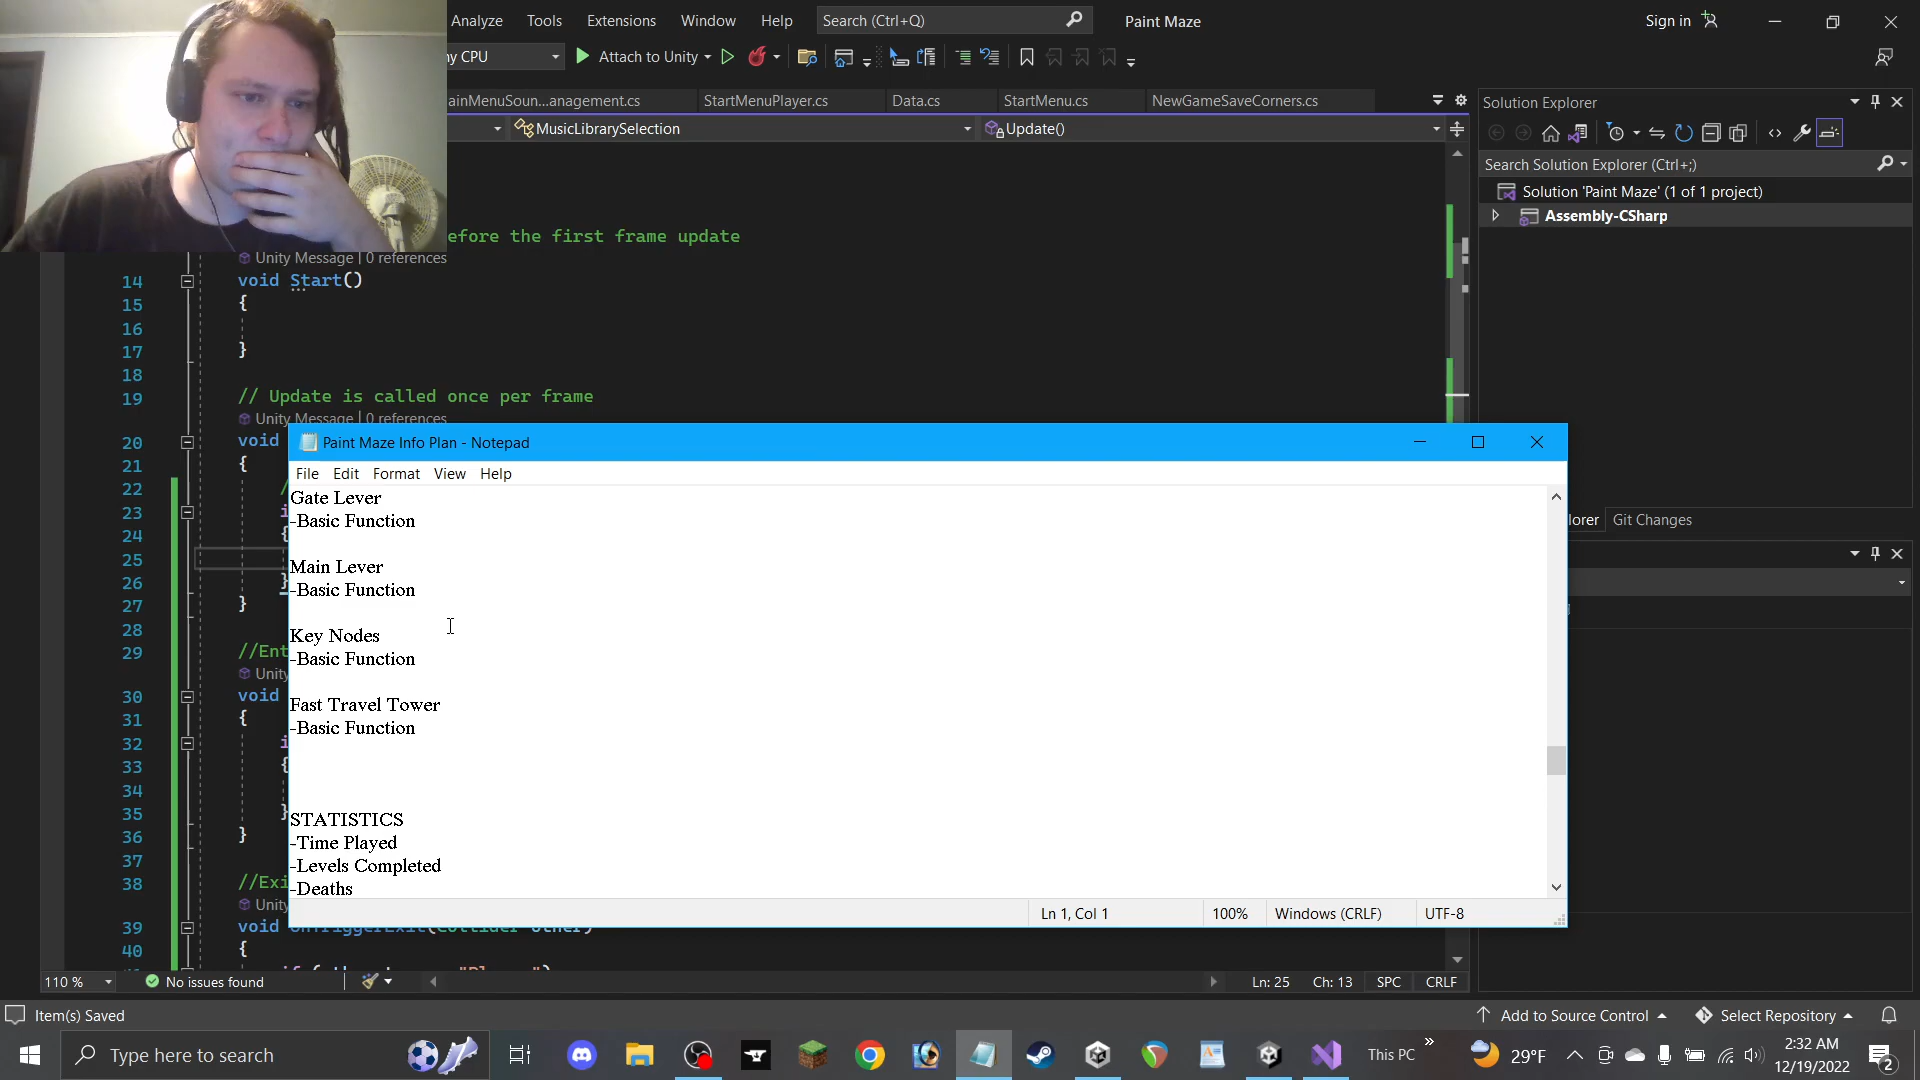 Analyze
Tools
Extensions
Window
Help
Search (Ctrl+Q)
Paint Maze
Sign in
ny CPU
Attach to Unity
ainMenuSoun...anagement.cs
StartMenuPlayer.cs
Data.cs
StartMenu.cs
NewGameSaveCorners.cs
MusicLibrarySelection
Update()
Solution Explorer
Search Solution Explorer (Ctrl+;)
Solution 'Paint Maze' (1 of 1 project)
Assembly-CSharp
efore the first frame update
Unity Message | 0 references
14 void Start()
15 {
16
17 }
18
19 // Update is called once per frame
Unity Message | 0 references
20 void
21 {
22 /
23 i
24 {
25
26 }
27 }
28
29 //Ent
Unity
30 void
31 {
32 i
33 {
34
35 }
36 }
37
38 //Exi
Unity
39 void OnTriggerExit(Collider other)
40 {
Paint Maze Info Plan - Notepad
File Edit Format View Help
Gate Lever
-Basic Function
Main Lever
-Basic Function
Key Nodes
-Basic Function
Fast Travel Tower
-Basic Function
STATISTICS
-Time Played
-Levels Completed
-Deaths
Ln 1, Col 1
100%
Windows (CRLF)
UTF-8
lorer
Git Changes
110 %
No issues found
Ln: 25
Ch: 13
SPC
CRLF
Item(s) Saved
Add to Source Control
Select Repository
Type here to search
This PC
29°F
2:32 AM
12/19/2022
2